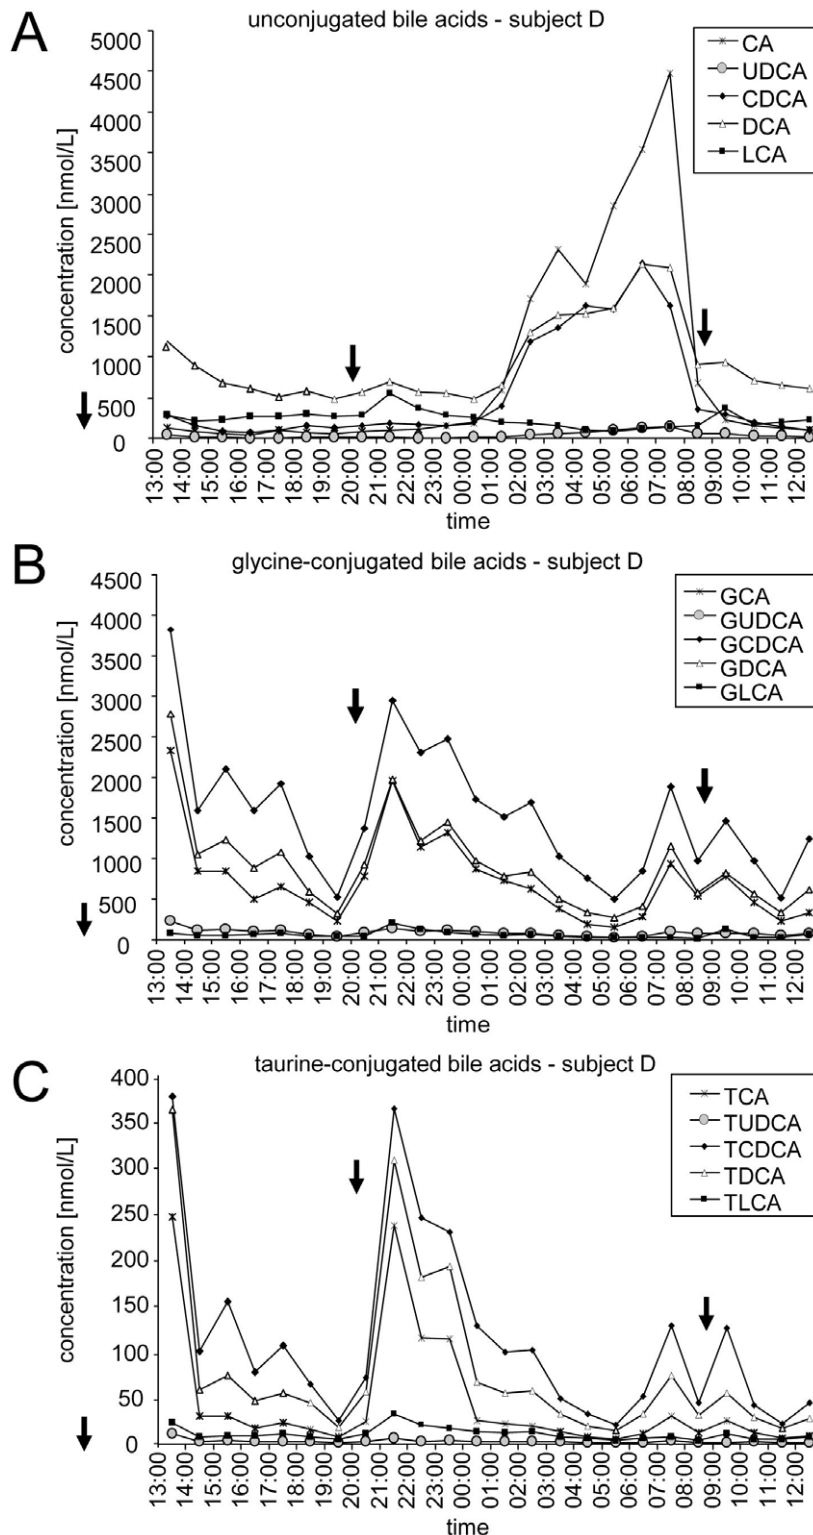 A
unconjugated bile acids - subject D
concentration [nmol/L]
5000
4500
4000
3500
3000
2500
2000
1500
1000
500
0
CA
UDCA
CDCA
DCA
LCA
13:00 14:00 15:00 16:00 17:00 18:00 19:00 20:00 21:00 22:00 23:00 00:00 01:00 02:00 03:00 04:00 05:00 06:00 07:00 08:00 09:00 10:00 11:00 12:00
time
B
glycine-conjugated bile acids - subject D
concentration [nmol/L]
4500
4000
3500
3000
2500
2000
1500
1000
500
0
GCA
GUDCA
GCDCA
GDCA
GLCA
13:00 14:00 15:00 16:00 17:00 18:00 19:00 20:00 21:00 22:00 23:00 00:00 01:00 02:00 03:00 04:00 05:00 06:00 07:00 08:00 09:00 10:00 11:00 12:00
time
C
taurine-conjugated bile acids - subject D
concentration [nmol/L]
400
350
300
250
200
150
100
50
0
TCA
TUDCA
TCDCA
TDCA
TLCA
13:00 14:00 15:00 16:00 17:00 18:00 19:00 20:00 21:00 22:00 23:00 00:00 01:00 02:00 03:00 04:00 05:00 06:00 07:00 08:00 09:00 10:00 11:00 12:00
time